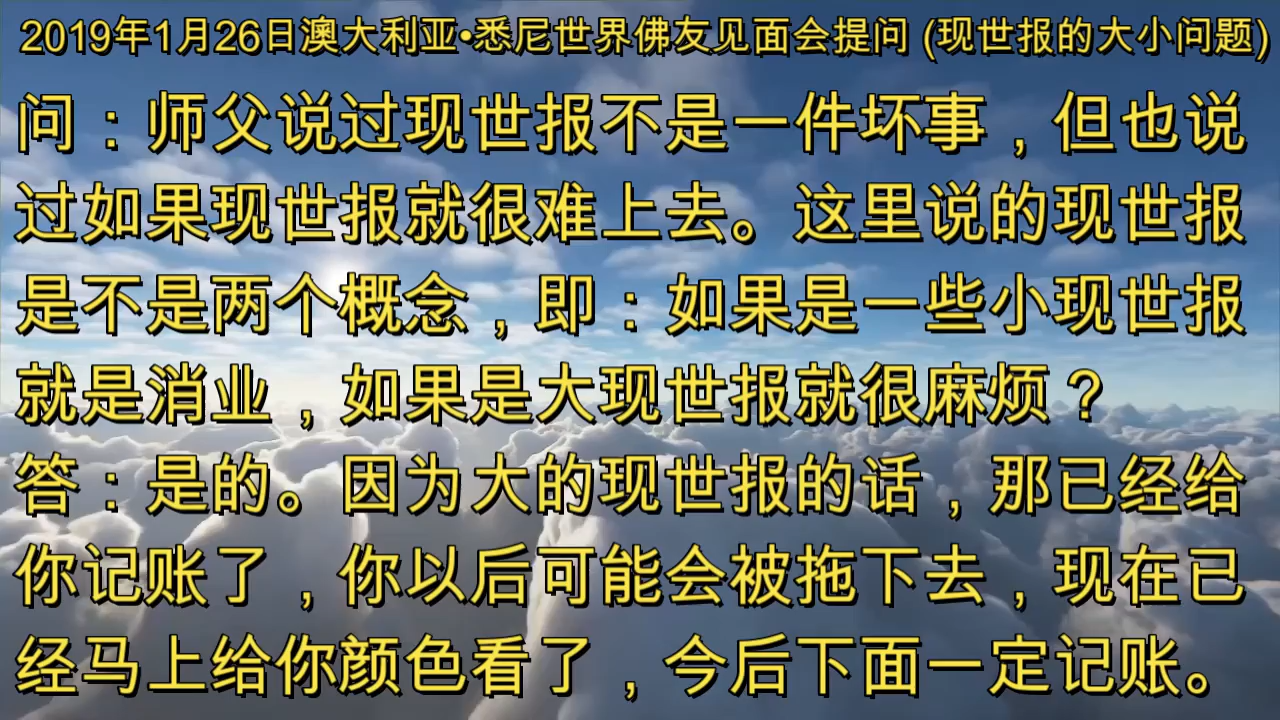 2019年1月26日澳大利亚•悉尼世界佛友见面会提问 (现世报的大小问题)
问：师父说过现世报不是一件坏事，但也说
过如果现世报就很难上去。这里说的现世报
是不是两个概念，即：如果是一些小现世报
就是消业，如果是大现世报就很麻烦？
答：是的。因为大的现世报的话，那已经给
你记账了，你以后可能会被拖下去，现在已
经马上给你颜色看了，今后下面一定记账。